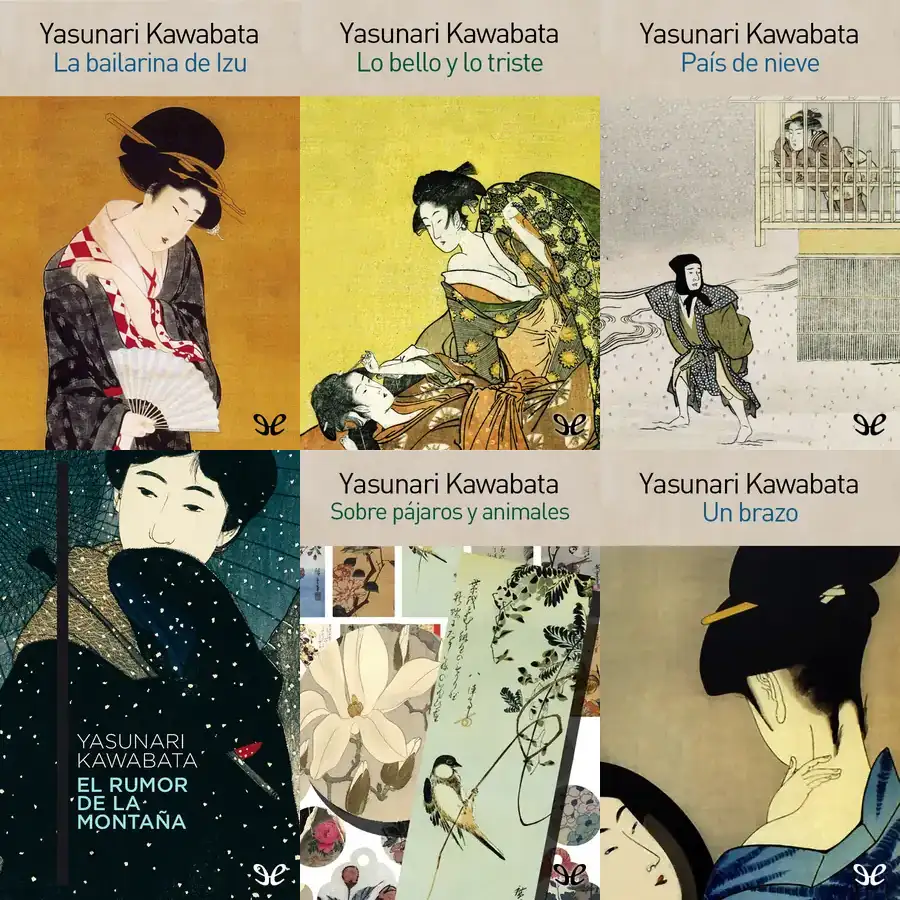 Yasunari Kawabata
La bailarina de Izu
Yasunari Kawabata
Lo bello y lo triste
Yasunari Kawabata
País de nieve
YASUNARI
KAWABATA
EL RUMOR
DE LA
MONTAÑA
Yasunari Kawabata
Sobre pájaros y animales
Yasunari Kawabata
Un brazo